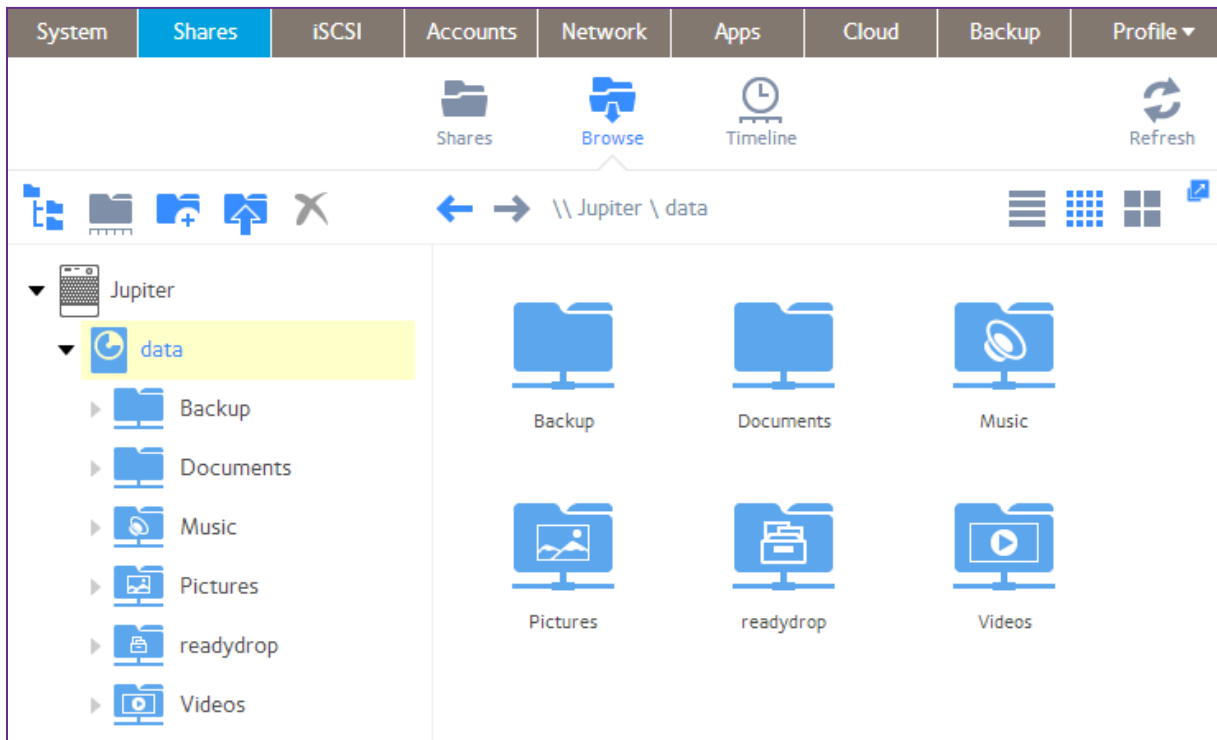 System Shares iSCSI Accounts Network Apps Cloud Backup Profile
Shares Browse Timeline Refresh
\\ Jupiter \ data
Jupiter
data
Backup
Documents
Music
Pictures
readydrop
Videos
Backup Documents Music
Pictures readydrop Videos